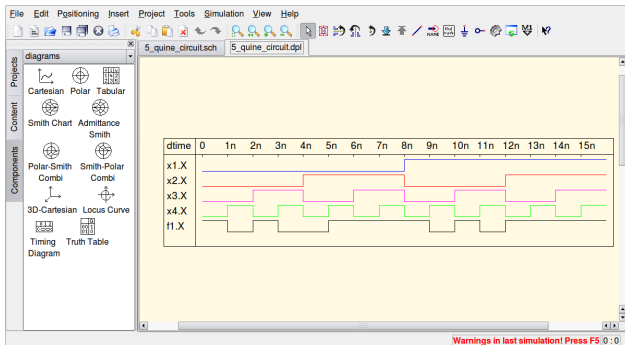 File Edit Positioning Insert Project Tools Simulation View Help
5_quine_circuit.sch 5_quine_circuit.dpl
Projects
Content
Components
diagrams
Cartesian Polar Tabular
Smith Chart Admittance
Smith
Polar-Smith Smith-Polar
Combi Combi
3D-Cartesian Locus Curve
Timing Truth Table
Diagram
dtime 0 1n 2n 3n 4n 5n 6n 7n 8n 9n 10n 11n 12n 13n 14n 15n
x1.X
x2.X
x3.X
x4.X
f1.X
Warnings in last simulation! Press F5 0 : 0